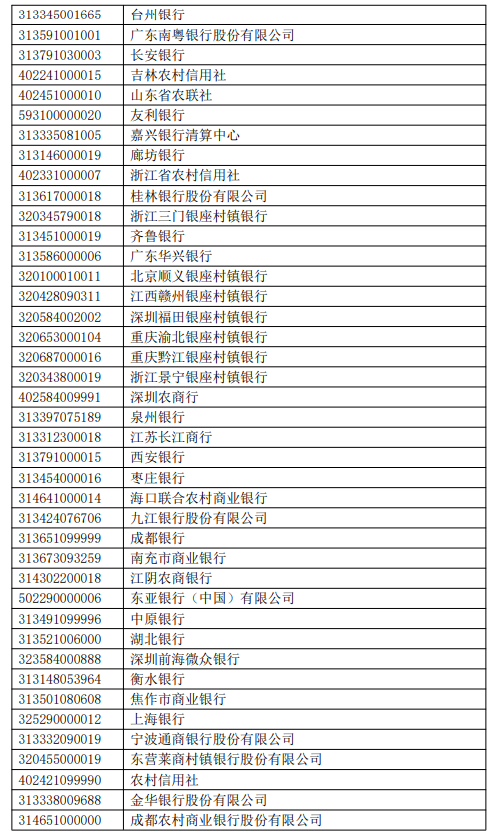 313345001665 台州银行
313591001001 广东南粤银行股份有限公司
313791030003 长安银行
402241000015 吉林农村信用社
402451000010 山东省农联社
593100000020 友利银行
313335081005 嘉兴银行清算中心
313146000019 廊坊银行
402331000007 浙江省农村信用社
313617000018 桂林银行股份有限公司
320345790018 浙江三门银座村镇银行
313451000019 齐鲁银行
313586000006 广东华兴银行
320100010011 北京顺义银座村镇银行
320428090311 江西赣州银座村镇银行
320584002002 深圳福田银座村镇银行
320653000104 重庆渝北银座村镇银行
320687000016 重庆黔江银座村镇银行
320343800019 浙江景宁银座村镇银行
402584009991 深圳农商行
313397075189 泉州银行
313312300018 江苏长江商行
313791000015 西安银行
313454000016 枣庄银行
314641000014 海口联合农村商业银行
313424076706 九江银行股份有限公司
313651099999 成都银行
313673093259 南充市商业银行
314302200018 江阴农商银行
502290000006 东亚银行（中国）有限公司
313491099996 中原银行
313521006000 湖北银行
323584000888 深圳前海微众银行
313148053964 衡水银行
313501080608 焦作市商业银行
325290000012 上海银行
313332090019 宁波通商银行股份有限公司
320455000019 东营莱商村镇银行股份有限公司
402421099990 农村信用社
313338009688 金华银行股份有限公司
314651000000 成都农村商业银行股份有限公司